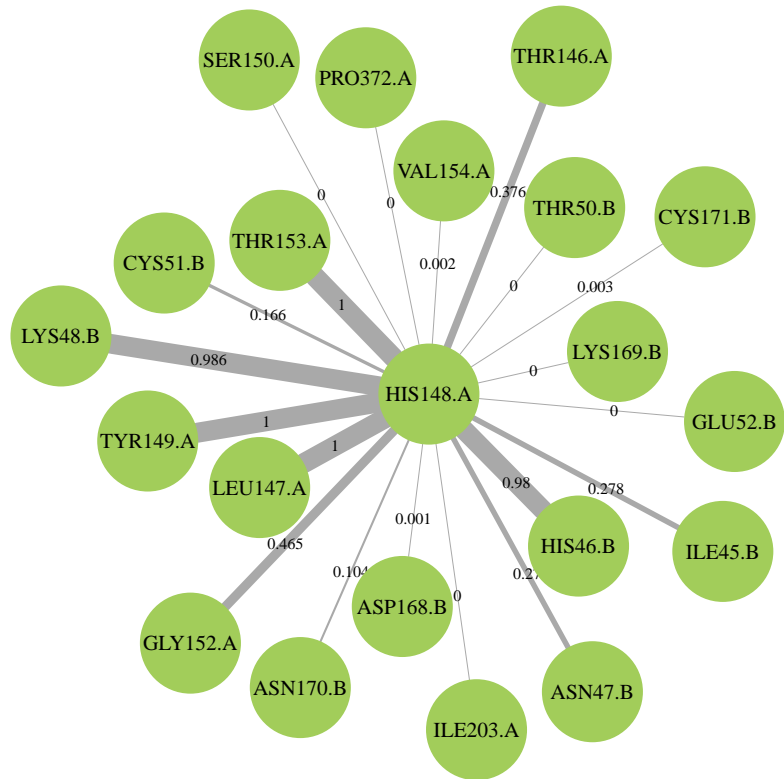 THR146.A
SER150.A
PRO372.A
VAL154.A
0.376
0
0
THR50.B
CYS171.B
THR153.A
CYS51.B
0.002
0
0.003
1
0.166
LYS48.B
0.986
LYS169.B
0
HIS148.A
0
GLU52.B
TYR149.A
1
1
LEU147.A
0.98
0.278
0.465
0.001
HIS46.B
ILE45.B
0.104
ASP168.B
0
GLY152.A
ASN170.B
ASN47.B
ILE203.A